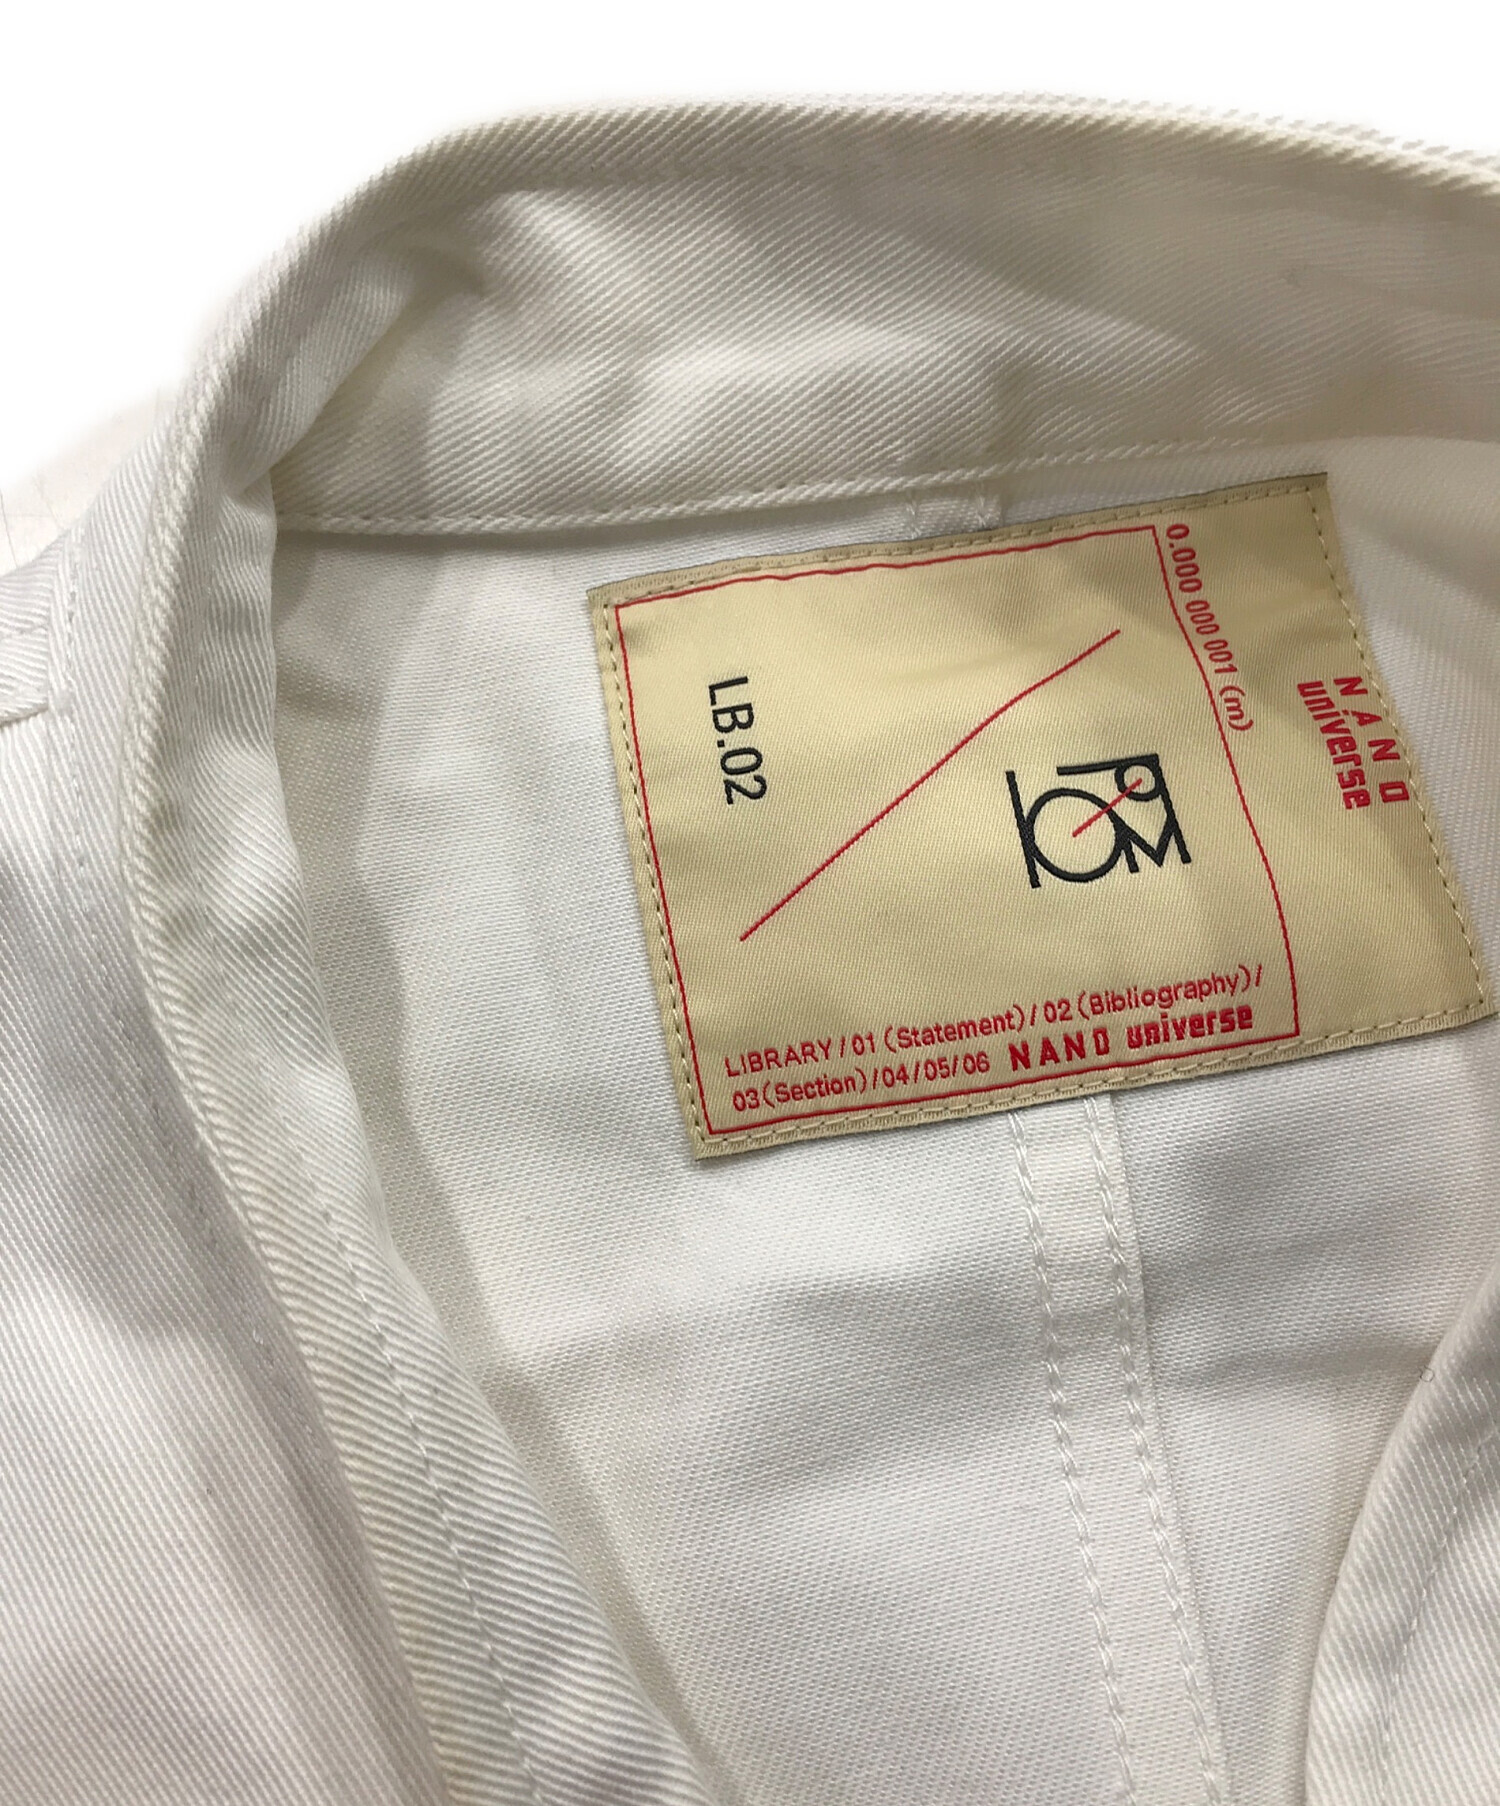 0.000 000 001 (m)
NANO
universe
LB.02
LIBRARY/01 (Statement)/02 (Bibliography)/
03(Section)/04/05/06 NANO universe